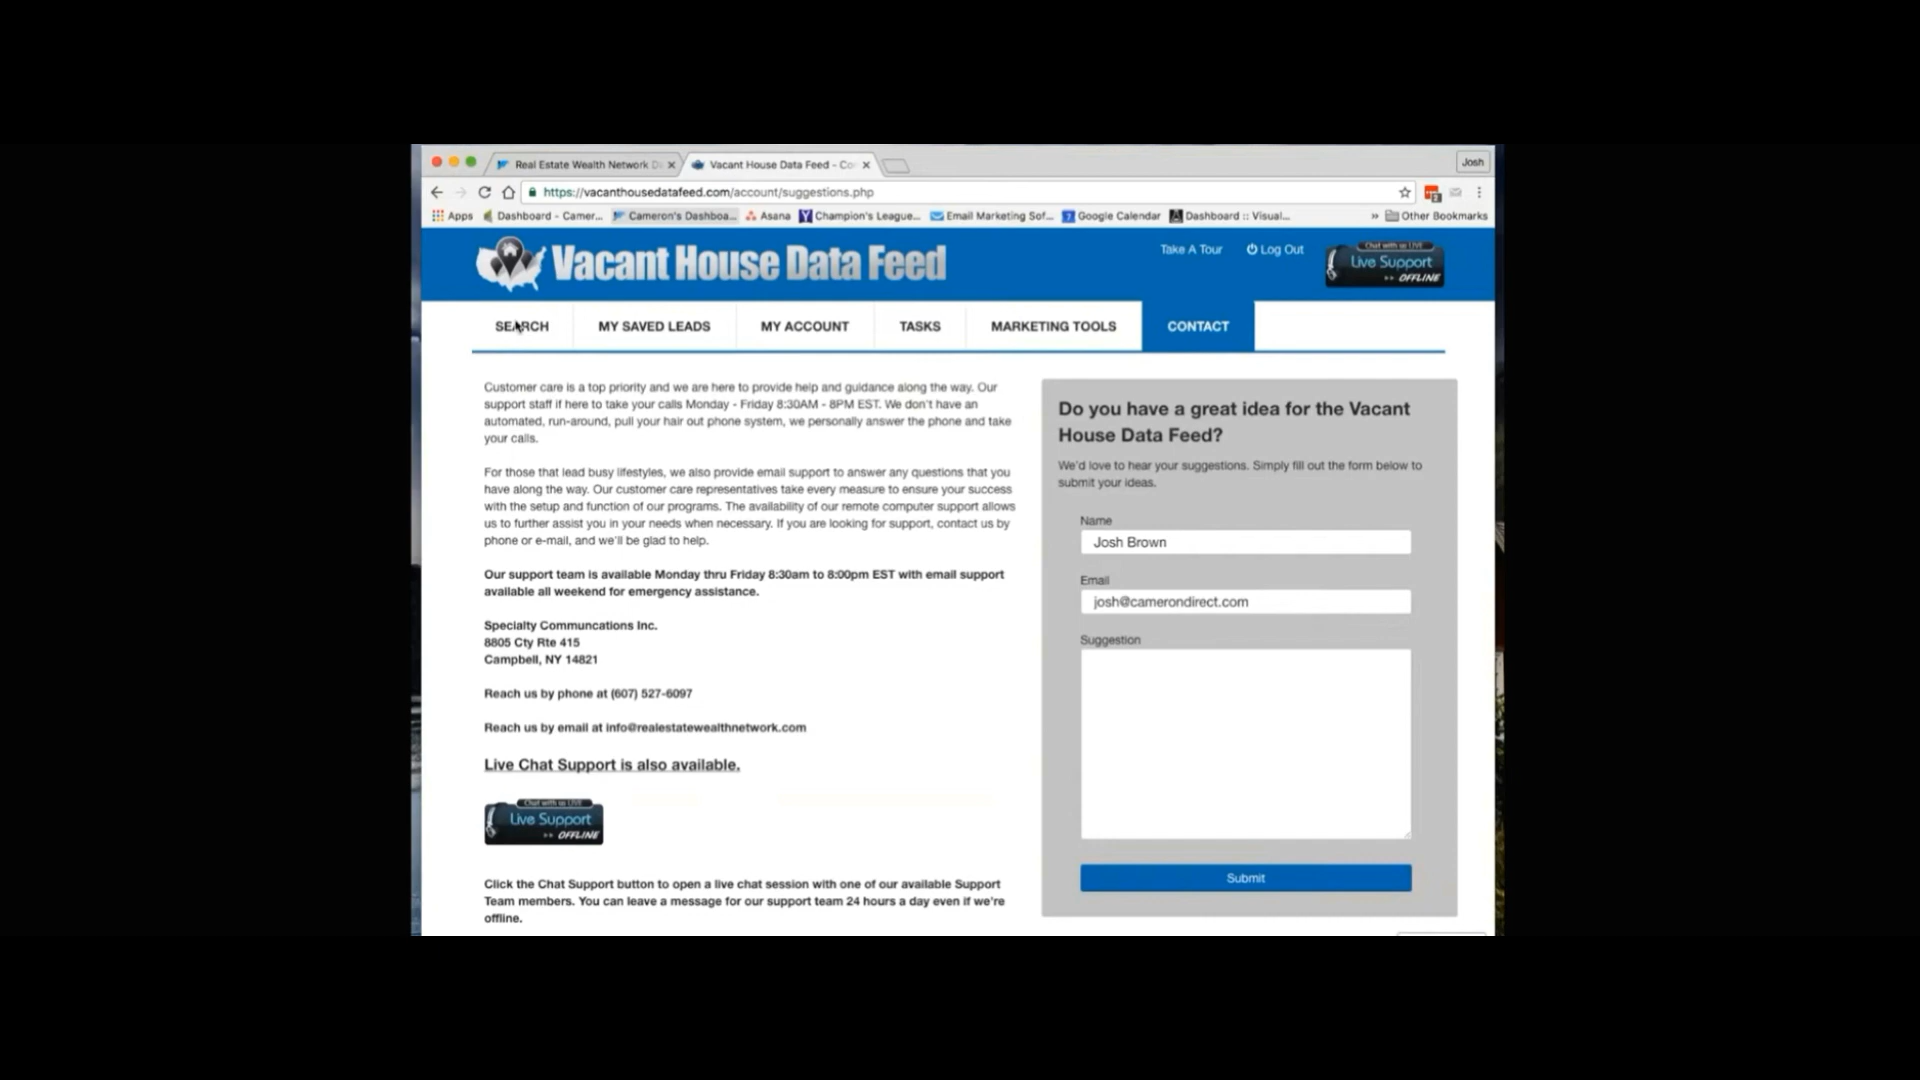 Real Estate Wealth Network D
Vacant House Data Feed - Co
Josh
https://vacanthousedatafeed.com/account/suggestions.php
2
Apps
Dashboard - Camer...
Cameron's Dashboa...
Asana
Champion's League...
Email Marketing Sof...
7
Google Calendar
Dashboard :: Visual...
» Other Bookmarks
Vacant House Data Feed
Take A Tour
Log Out
Chat with us LIVE
Live Support
>> OFFLINE
SEARCH
MY SAVED LEADS
MY ACCOUNT
TASKS
MARKETING TOOLS
CONTACT
Customer care is a top priority and we are here to provide help and guidance along the way. Our
support staff if here to take your calls Monday - Friday 8:30AM - 8PM EST. We don't have an
automated, run-around, pull your hair out phone system, we personally answer the phone and take
your calls.
For those that lead busy lifestyles, we also provide email support to answer any questions that you
have along the way. Our customer care representatives take every measure to ensure your success
with the setup and function of our programs. The availability of our remote computer support allows
us to further assist you in your needs when necessary. If you are looking for support, contact us by
phone or e-mail, and we'll be glad to help.
Our support team is available Monday thru Friday 8:30am to 8:00pm EST with email support
available all weekend for emergency assistance.
Specialty Communcations Inc.
8805 Cty Rte 415
Campbell, NY 14821
Reach us by phone at (607) 527-6097
Reach us by email at info@realestatewealthnetwork.com
Live Chat Support is also available.
Chat with us LIVE
Live Support
>> OFFLINE
Click the Chat Support button to open a live chat session with one of our available Support
Team members. You can leave a message for our support team 24 hours a day even if we're
offline.
Do you have a great idea for the Vacant
House Data Feed?
We'd love to hear your suggestions. Simply fill out the form below to
submit your ideas.
Name
Josh Brown
Email
josh@camerondirect.com
Suggestion
Submit